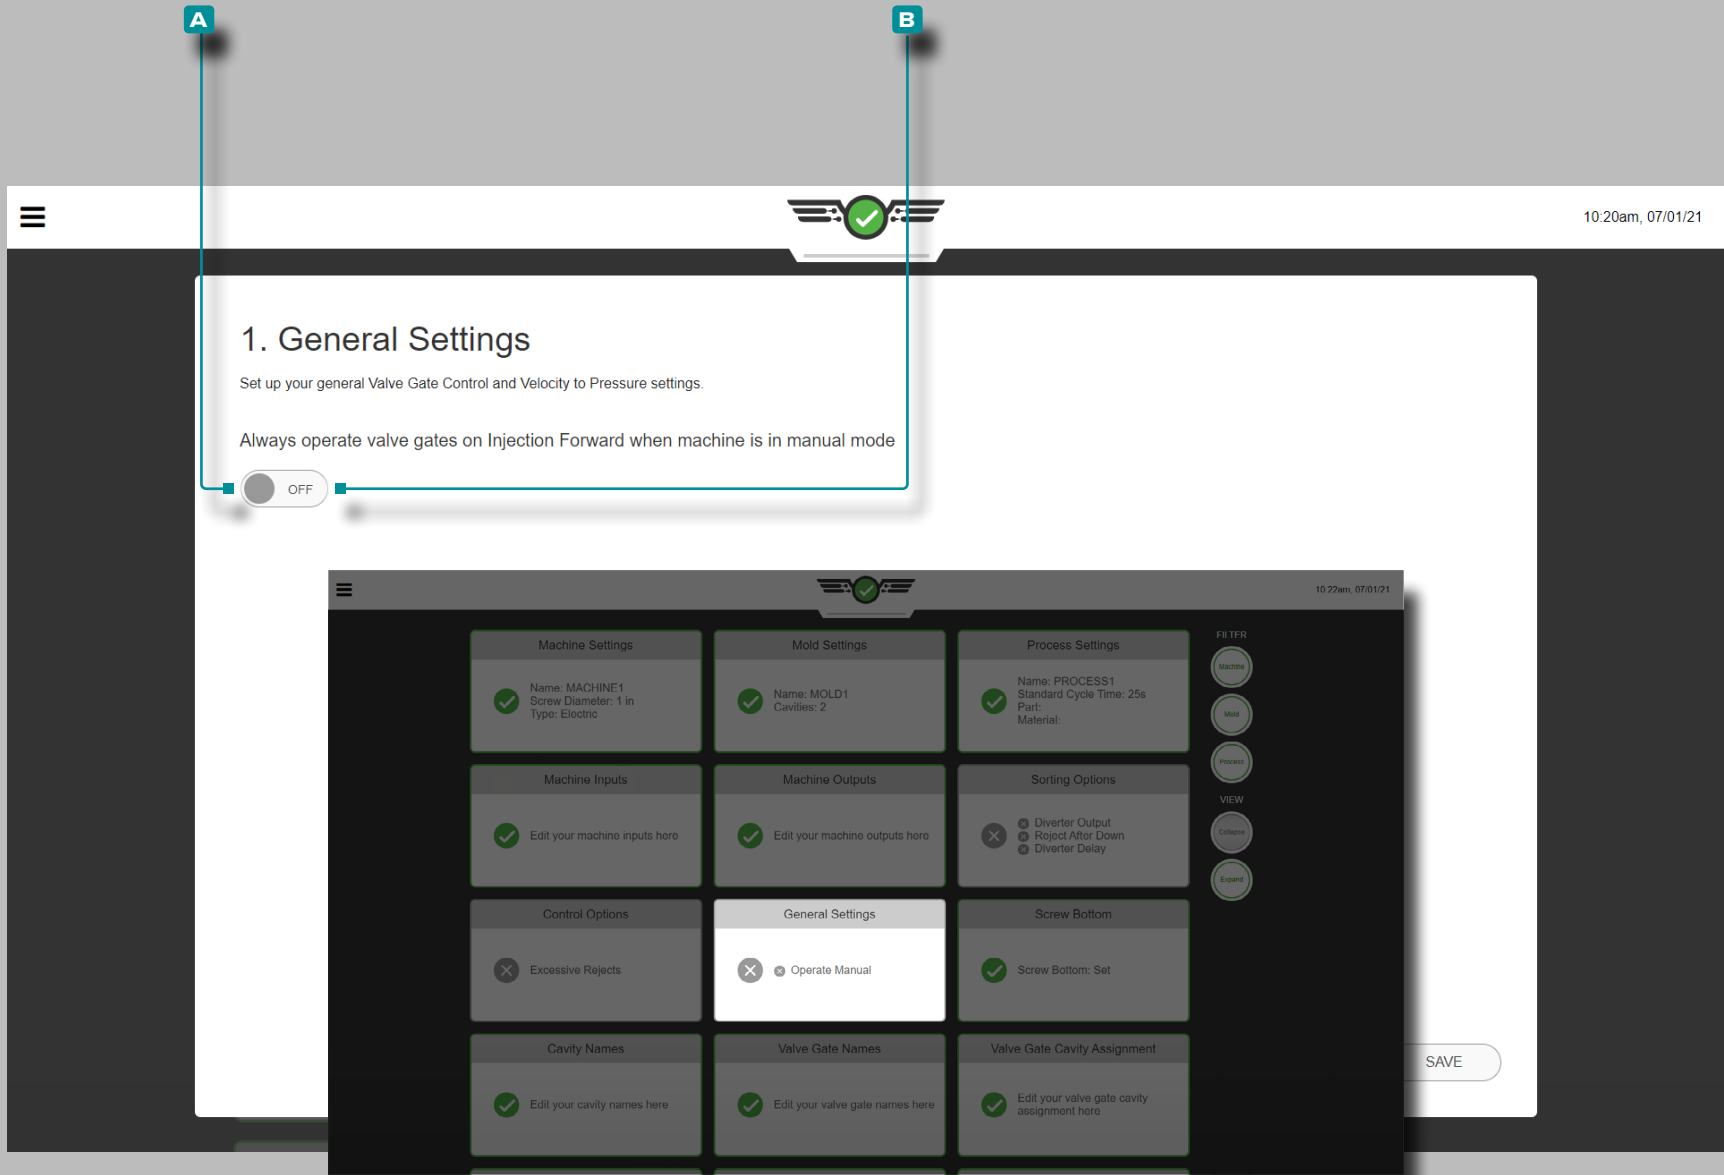 A
B
10:20am, 07/01/21
1. General Settings
Set up your general Valve Gate Control and Velocity to Pressure settings.
Always operate valve gates on Injection Forward when machine is in manual mode
OFF
10:22am, 07/01/21
Machine Settings
Name: MACHINE1
Screw Diameter: 1 in
Type: Electric
Mold Settings
Name: MOLD1
Cavities: 2
Process Settings
Name: PROCESS1
Standard Cycle Time: 25s
Part:
Material:
FILTER
Machine
Mold
Process
VIEW
Collapse
Expand
Machine Inputs
Edit your machine inputs here
Machine Outputs
Edit your machine outputs here
Sorting Options
Diverter Output
Reject After Down
Diverter Delay
Control Options
Excessive Rejects
General Settings
Operate Manual
Screw Bottom
Screw Bottom: Set
Cavity Names
Edit your cavity names here
Valve Gate Names
Edit your valve gate names here
Valve Gate Cavity Assignment
Edit your valve gate cavity
assignment here
SAVE